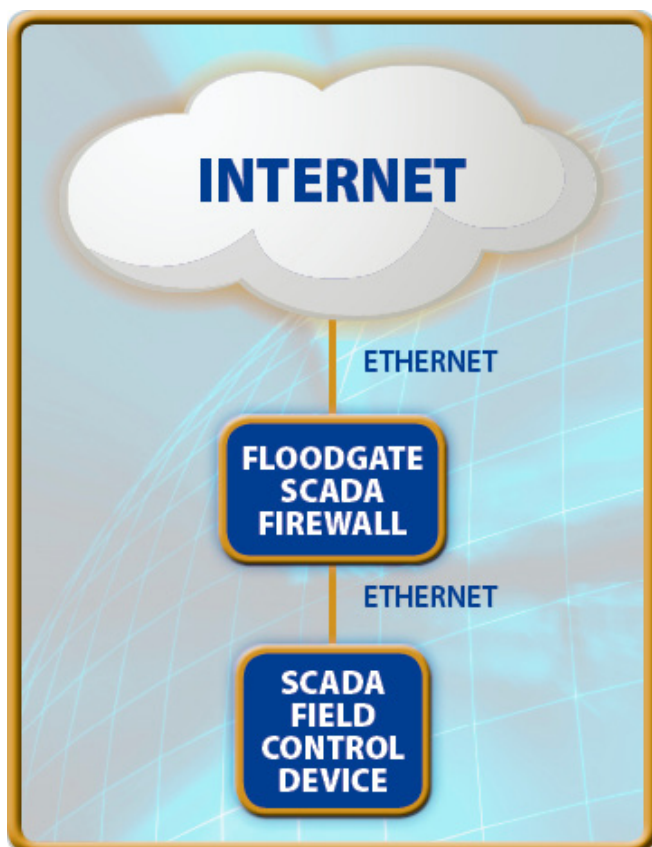 INTERNET
ETHERNET
FLOODGATE
SCADA
FIREWALL
ETHERNET
SCADA
FIELD
CONTROL
DEVICE